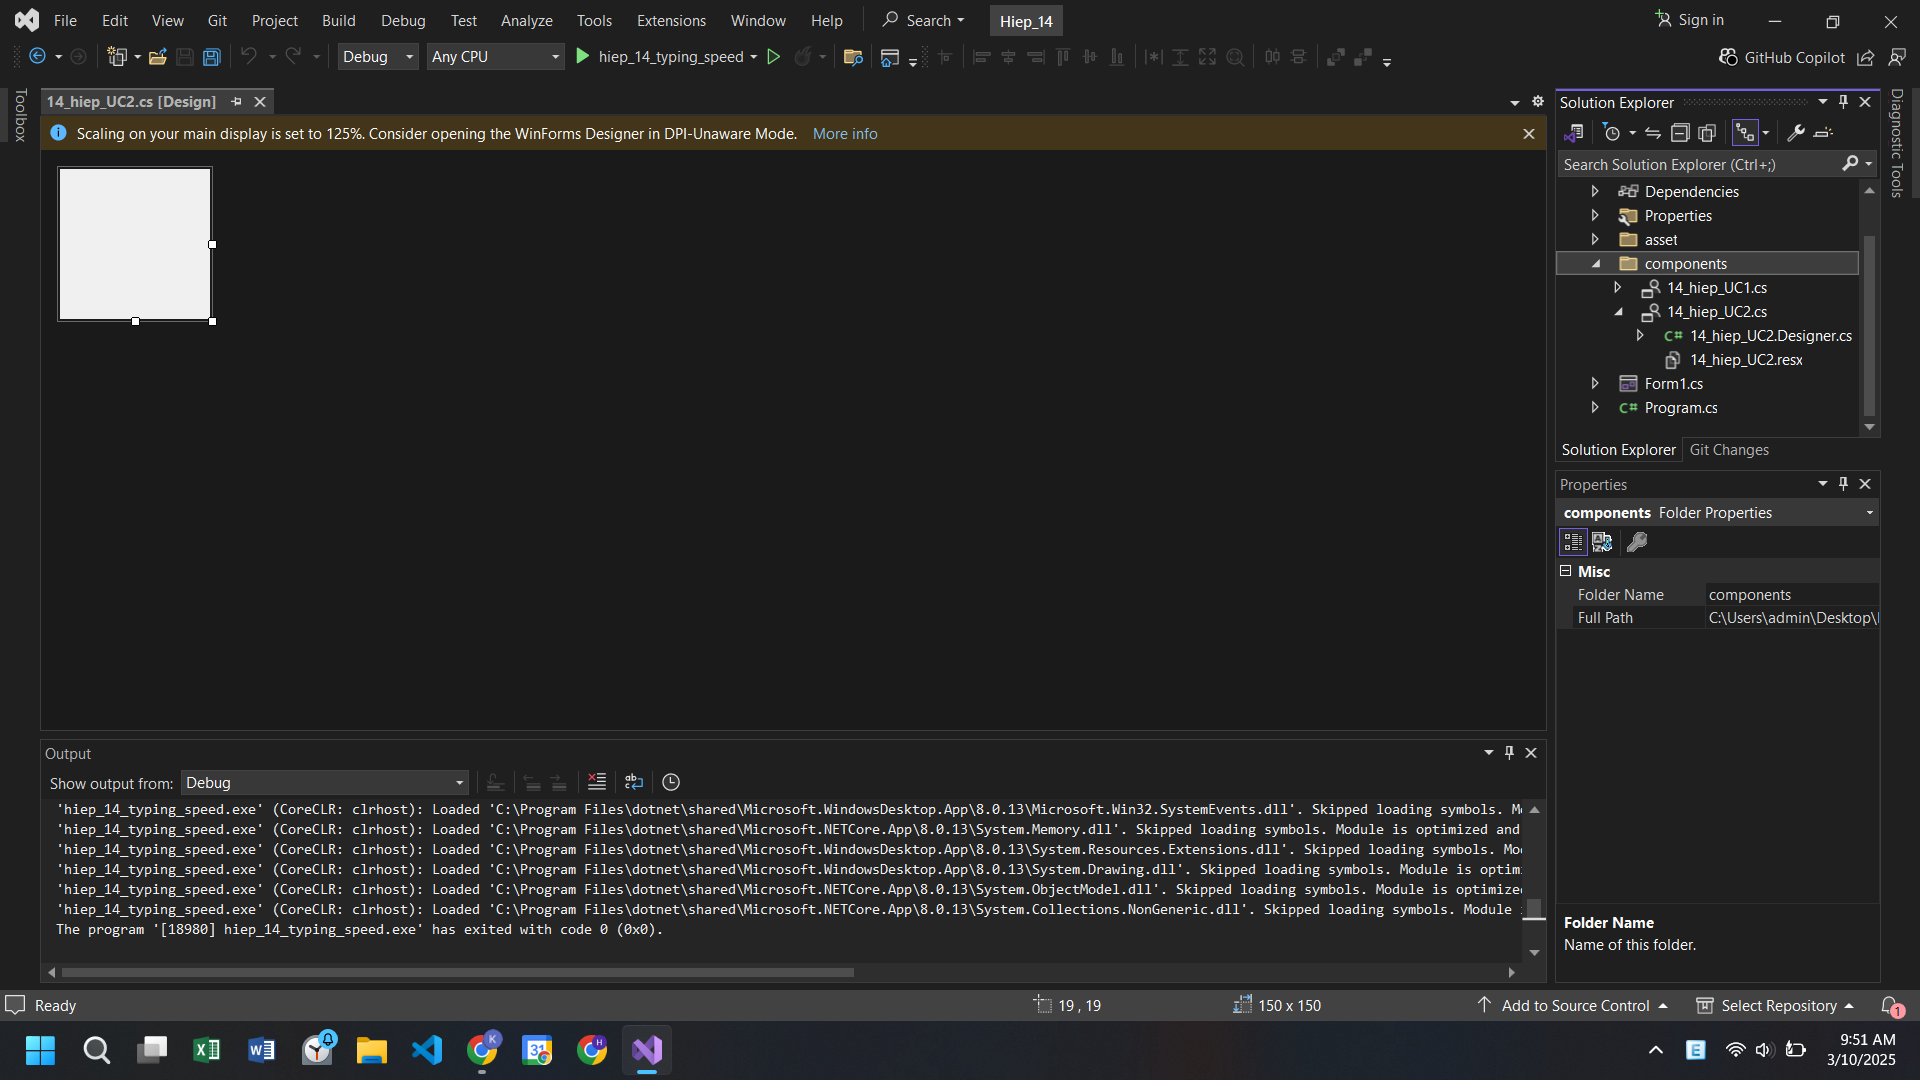 File Edit View Git Project Build Debug Test Analyze Tools Extensions Window Help Search Hiep_14 Sign in
Debug Any CPU hiep_14_typing_speed GitHub Copilot
Toolbox
14_hiep_UC2.cs [Design]
Scaling on your main display is set to 125%. Consider opening the WinForms Designer in DPI-Unaware Mode. More info
Solution Explorer
Search Solution Explorer (Ctrl+;)
Dependencies
Properties
asset
components
14_hiep_UC1.cs
14_hiep_UC2.cs
C# 14_hiep_UC2.Designer.cs
14_hiep_UC2.resx
Form1.cs
C# Program.cs
Solution Explorer Git Changes
Diagnostic Tools
Properties
components Folder Properties
Misc
Folder Name components
Full Path C:\Users\admin\Desktop\
Folder Name
Name of this folder.
Output
Show output from: Debug
'hiep_14_typing_speed.exe' (CoreCLR: clrhost): Loaded 'C:\Program Files\dotnet\shared\Microsoft.WindowsDesktop.App\8.0.13\Microsoft.Win32.SystemEvents.dll'. Skipped loading symbols. Mo
'hiep_14_typing_speed.exe' (CoreCLR: clrhost): Loaded 'C:\Program Files\dotnet\shared\Microsoft.NETCore.App\8.0.13\System.Memory.dll'. Skipped loading symbols. Module is optimized and
'hiep_14_typing_speed.exe' (CoreCLR: clrhost): Loaded 'C:\Program Files\dotnet\shared\Microsoft.WindowsDesktop.App\8.0.13\System.Resources.Extensions.dll'. Skipped loading symbols. Mo
'hiep_14_typing_speed.exe' (CoreCLR: clrhost): Loaded 'C:\Program Files\dotnet\shared\Microsoft.WindowsDesktop.App\8.0.13\System.Drawing.dll'. Skipped loading symbols. Module is optim
'hiep_14_typing_speed.exe' (CoreCLR: clrhost): Loaded 'C:\Program Files\dotnet\shared\Microsoft.NETCore.App\8.0.13\System.ObjectModel.dll'. Skipped loading symbols. Module is optimize
'hiep_14_typing_speed.exe' (CoreCLR: clrhost): Loaded 'C:\Program Files\dotnet\shared\Microsoft.NETCore.App\8.0.13\System.Collections.NonGeneric.dll'. Skipped loading symbols. Module
The program '[18980] hiep_14_typing_speed.exe' has exited with code 0 (0x0).
Ready 19 , 19 150 x 150 Add to Source Control Select Repository 1
K 31 H E 9:51 AM
3/10/2025